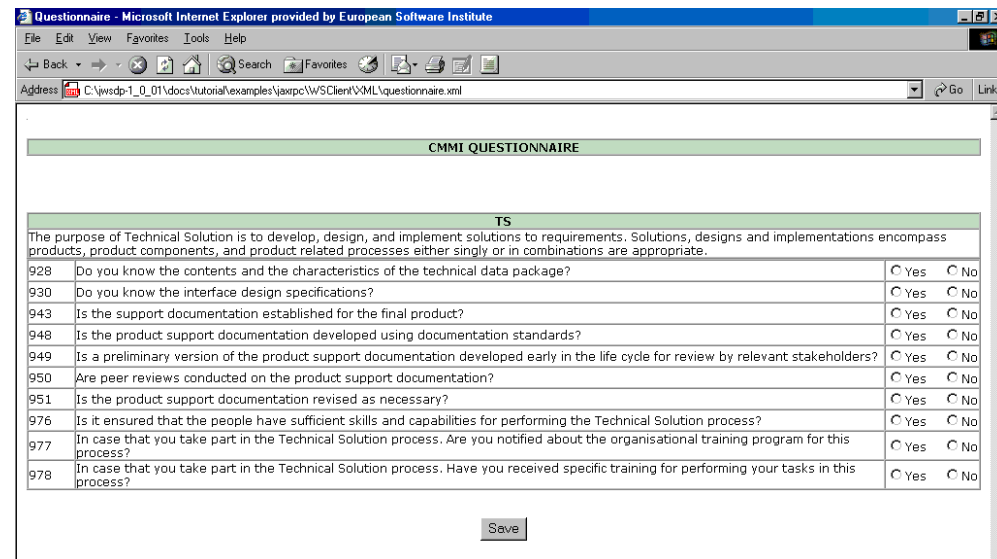 Questionnaire - Microsoft Internet Explorer provided by European Software Institute
File Edit View Favorites Tools Help
Back Search Favorites
Address C:\jwsdp-1_0_01\docs\tutorial\examples\jaxrpc\WSClient\XML\questionnaire.xml Go Link
CMMI QUESTIONNAIRE
TS
The purpose of Technical Solution is to develop, design, and implement solutions to requirements. Solutions, designs and implementations encompass
products, product components, and product related processes either singly or in combinations are appropriate.
928 Do you know the contents and the characteristics of the technical data package? Yes No
930 Do you know the interface design specifications? Yes No
943 Is the support documentation established for the final product? Yes No
948 Is the product support documentation developed using documentation standards? Yes No
949 Is a preliminary version of the product support documentation developed early in the life cycle for review by relevant stakeholders? Yes No
950 Are peer reviews conducted on the product support documentation? Yes No
951 Is the product support documentation revised as necessary? Yes No
976 Is it ensured that the people have sufficient skills and capabilities for performing the Technical Solution process? Yes No
977 In case that you take part in the Technical Solution process. Are you notified about the organisational training program for this
process? Yes No
978 In case that you take part in the Technical Solution process. Have you received specific training for performing your tasks in this
process? Yes No
Save